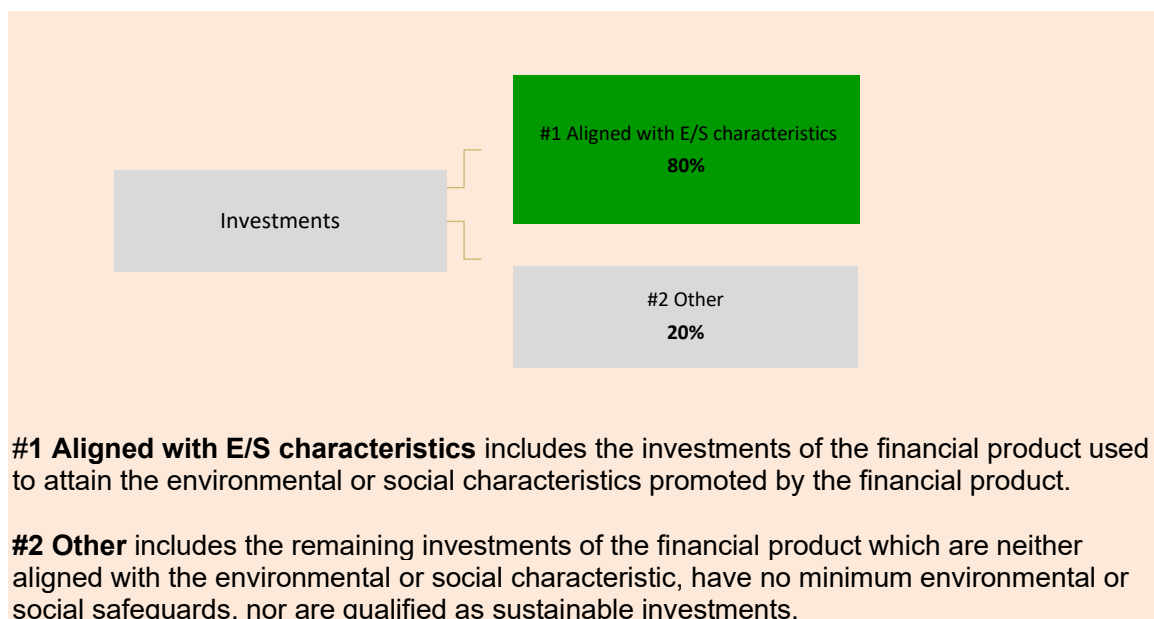 #1 Aligned with E/S characteristics
80%
Investments
#2 Other
20%
#1 Aligned with E/S characteristics includes the investments of the financial product used
to attain the environmental or social characteristics promoted by the financial product.
#2 Other includes the remaining investments of the financial product which are neither
aligned with the environmental or social characteristic, have no minimum environmental or
social safeguards, nor are qualified as sustainable investments.